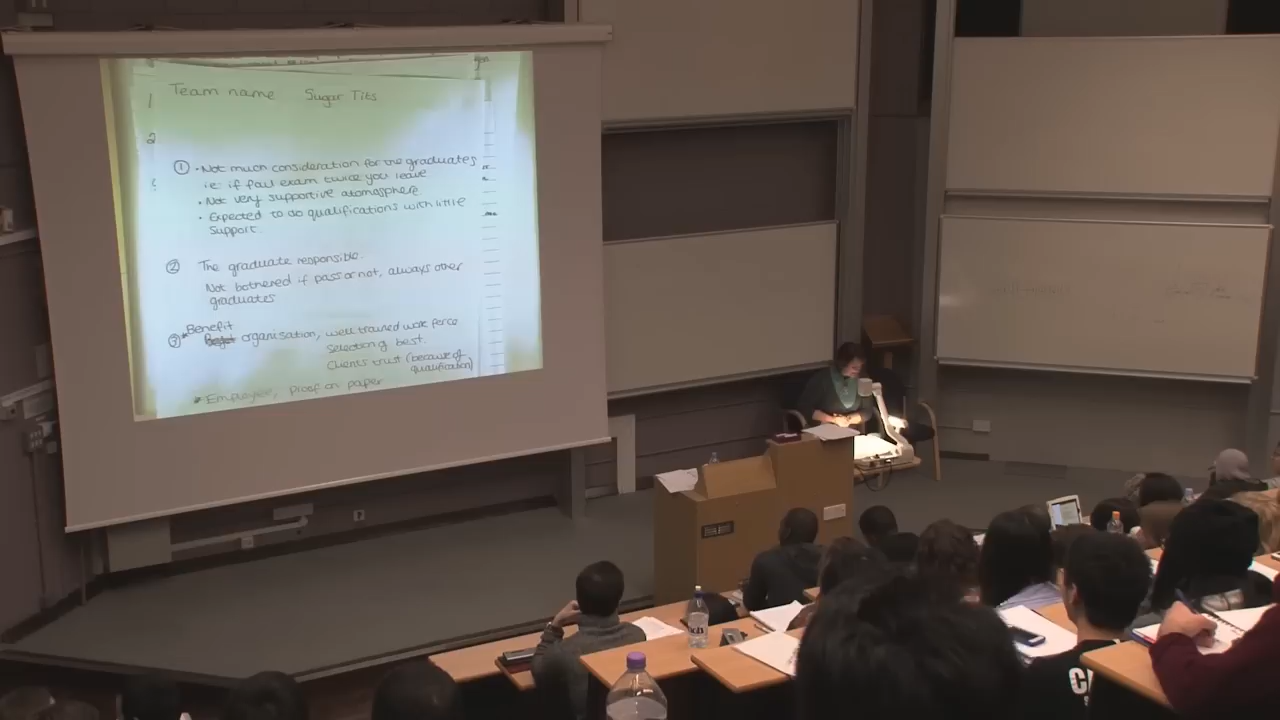 1 Team name Sugar Tits
2
① • Not much consideration for the graduates
i.e. if fail exam twice you leave
• Not very supportive atomasphere
• Expected to do qualifications with little
support.
② The graduate responsible.
Not bothered if pass or not, always other
graduates
Benefit
③ organisation, well trained work force
Selecting best.
Clients trust (because of
qualification)
* Employee, proof on paper